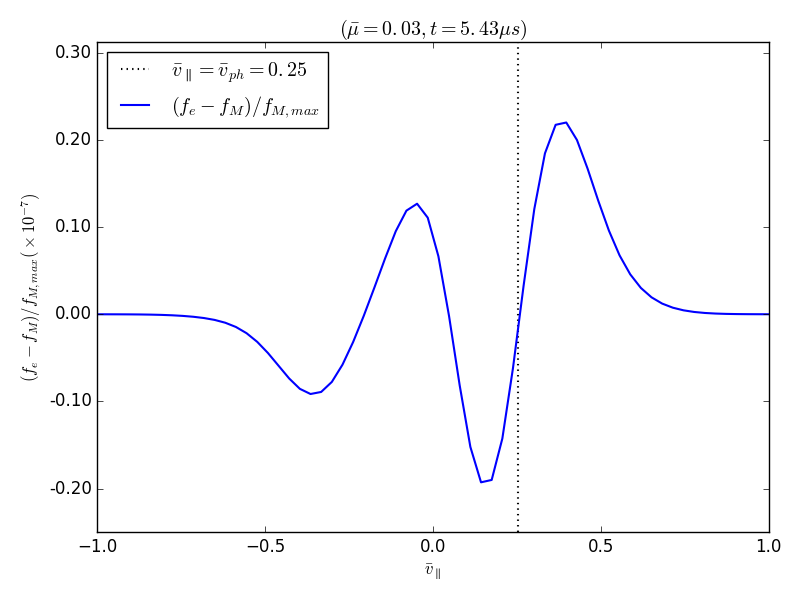 (μ̄ = 0.03, t = 5.43μs)
v̄∥ = v̄ph = 0.25
(fe − fM)/fM,max
0.30
0.20
0.10
0.00
-0.10
-0.20
(fe − fM)/fM,max(×10⁻⁷)
−1.0 −0.5 0.0 0.5 1.0
v̄∥